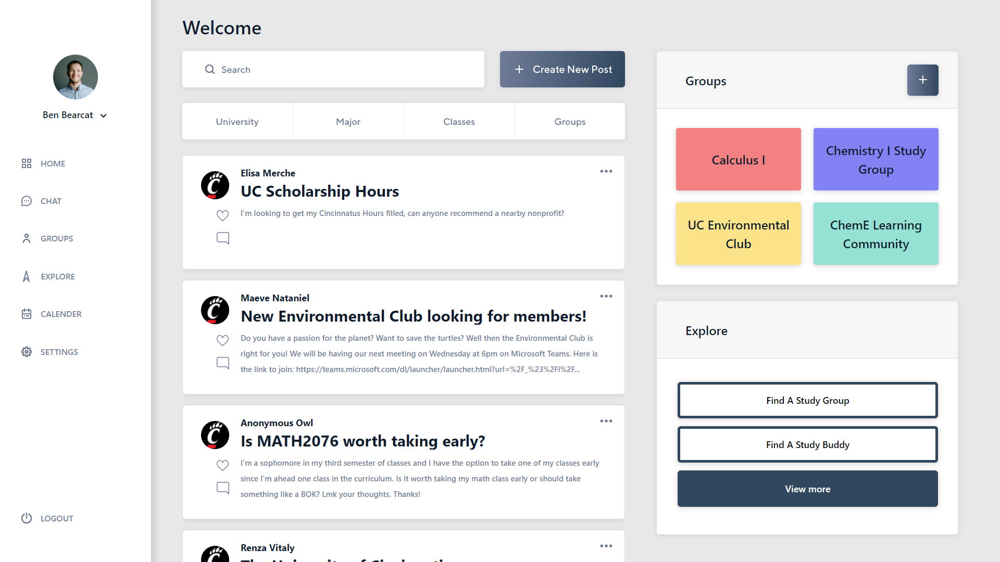 Ben Bearcat
HOME
CHAT
GROUPS
EXPLORE
CALENDER
SETTINGS
LOGOUT
Welcome
Search
Create New Post
University
Major
Classes
Groups
Elisa Merche
UC Scholarship Hours
I'm looking to get my Cincinnatus Hours filled, can anyone recommend a nearby nonprofit?
Maeve Nataniel
New Environmental Club looking for members!
Do you have a passion for the planet? Want to save the turtles? Well then the Environmental Club is
right for you! We will be having our next meeting on Wednesday at 6pm on Microsoft Teams. Here is
the link to join: https://teams.microsoft.com/dl/launcher/launcher.html?url=%2F_%23%2Fl%2F...
Anonymous Owl
Is MATH2076 worth taking early?
I'm a sophomore in my third semester of classes and I have the option to take one of my classes early
since I'm ahead one class in the curriculum. Is it worth taking my math class early or should take
something like a BOK? Lmk your thoughts. Thanks!
Renza Vitaly
Groups
Calculus I
Chemistry I Study
Group
UC Environmental
Club
ChemE Learning
Community
Explore
Find A Study Group
Find A Study Buddy
View more